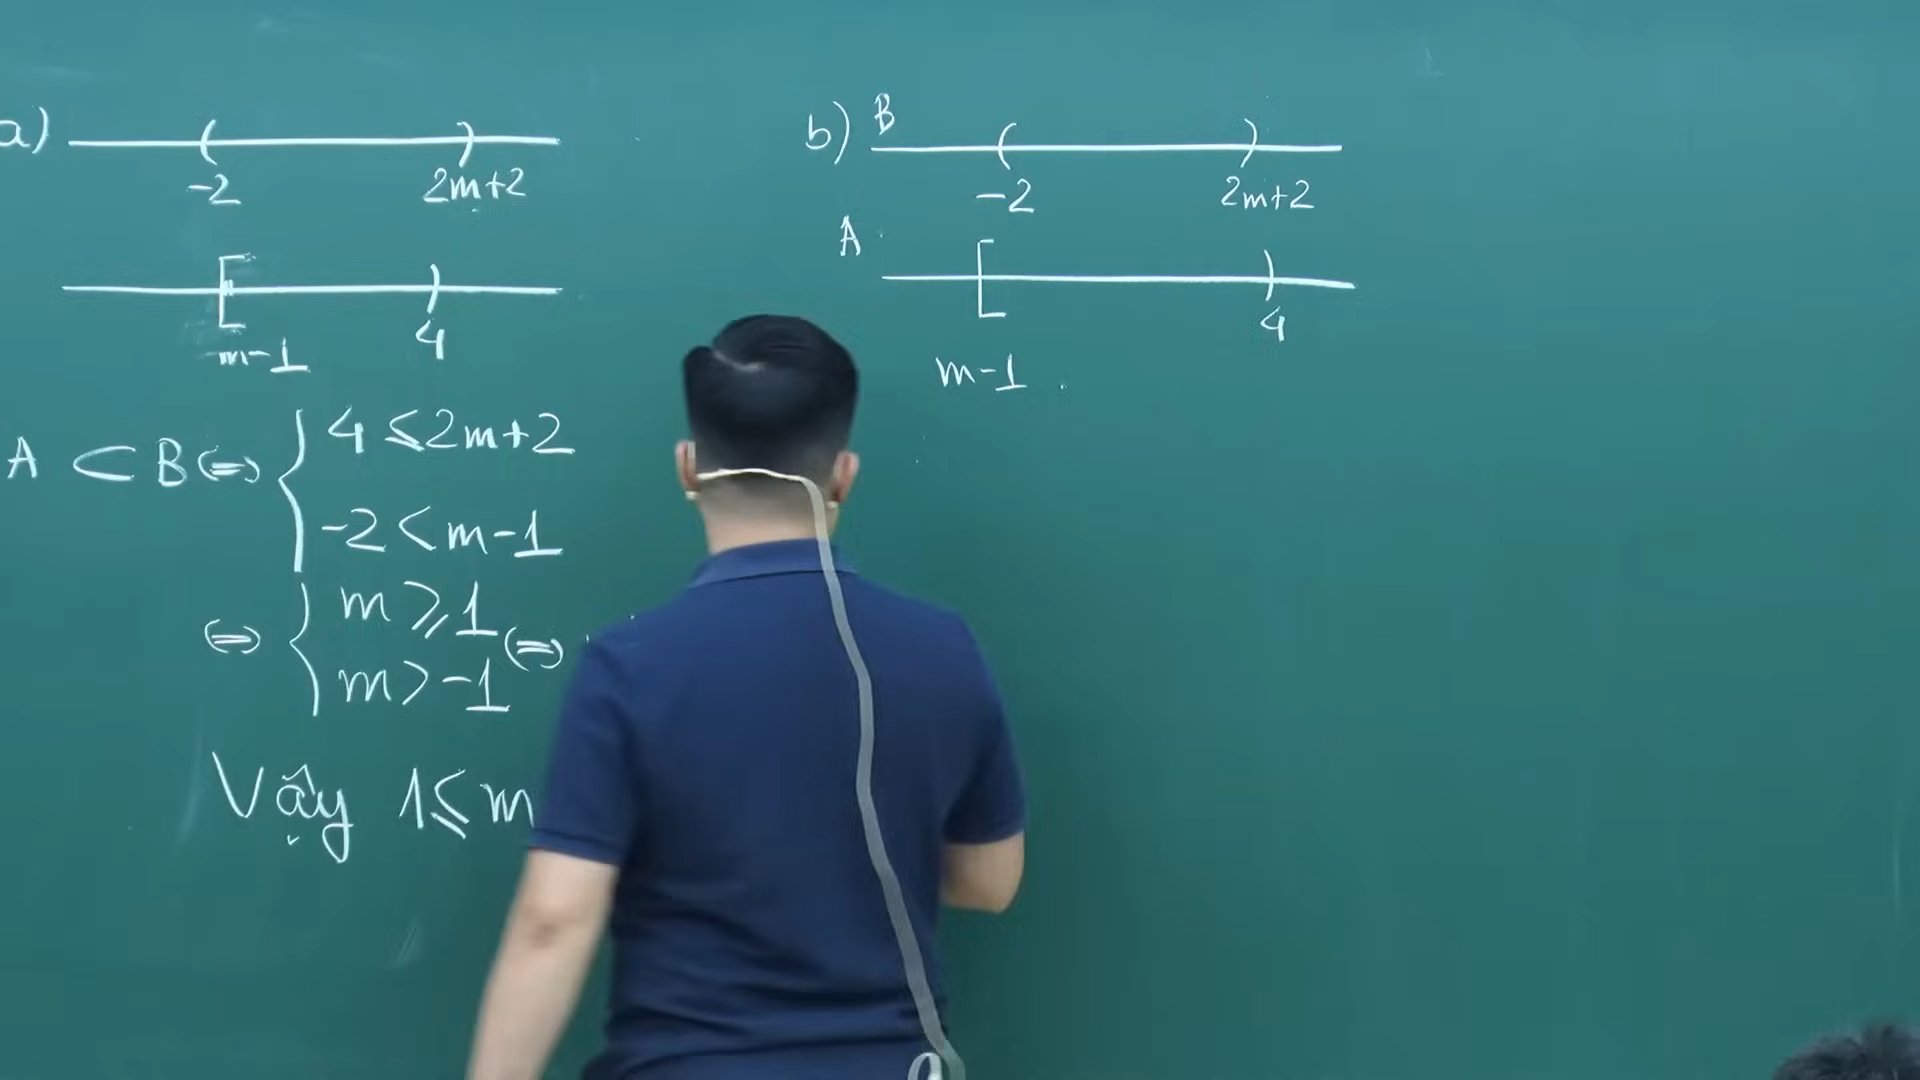 a)
-2 2m+2
m-1 4
A ⊂ B ⇔ { 4 ≤ 2m+2
-2 < m-1
⇔ { m ≥ 1
m > -1 ⇔
Vậy 1 ≤ m
b) B
-2 2m+2
A
4
m-1